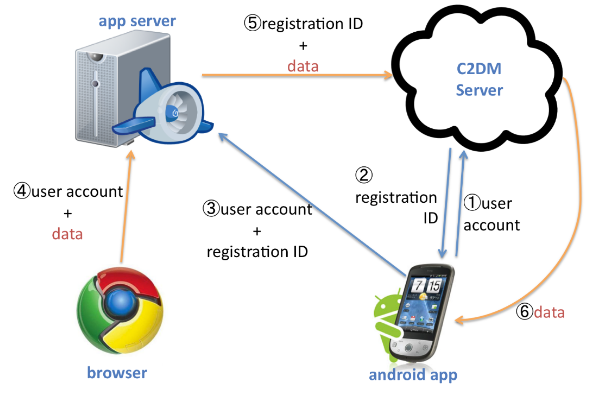 app server
⑤registration ID
+
data
C2DM
Server
④user account
+
data
③user account
+
registration ID
②
registration
ID
①user
account
7 15
⑥data
browser
android app